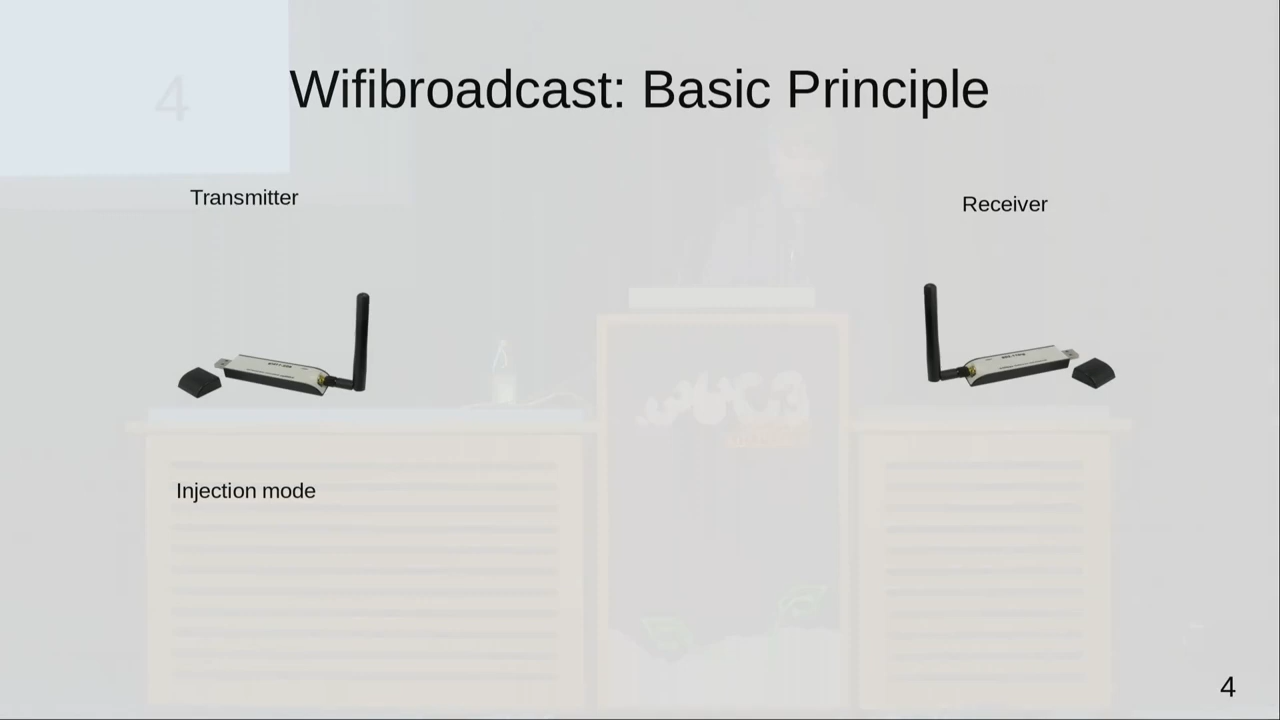 Wifibroadcast: Basic Principle
4
Transmitter
Receiver
Injection mode
4